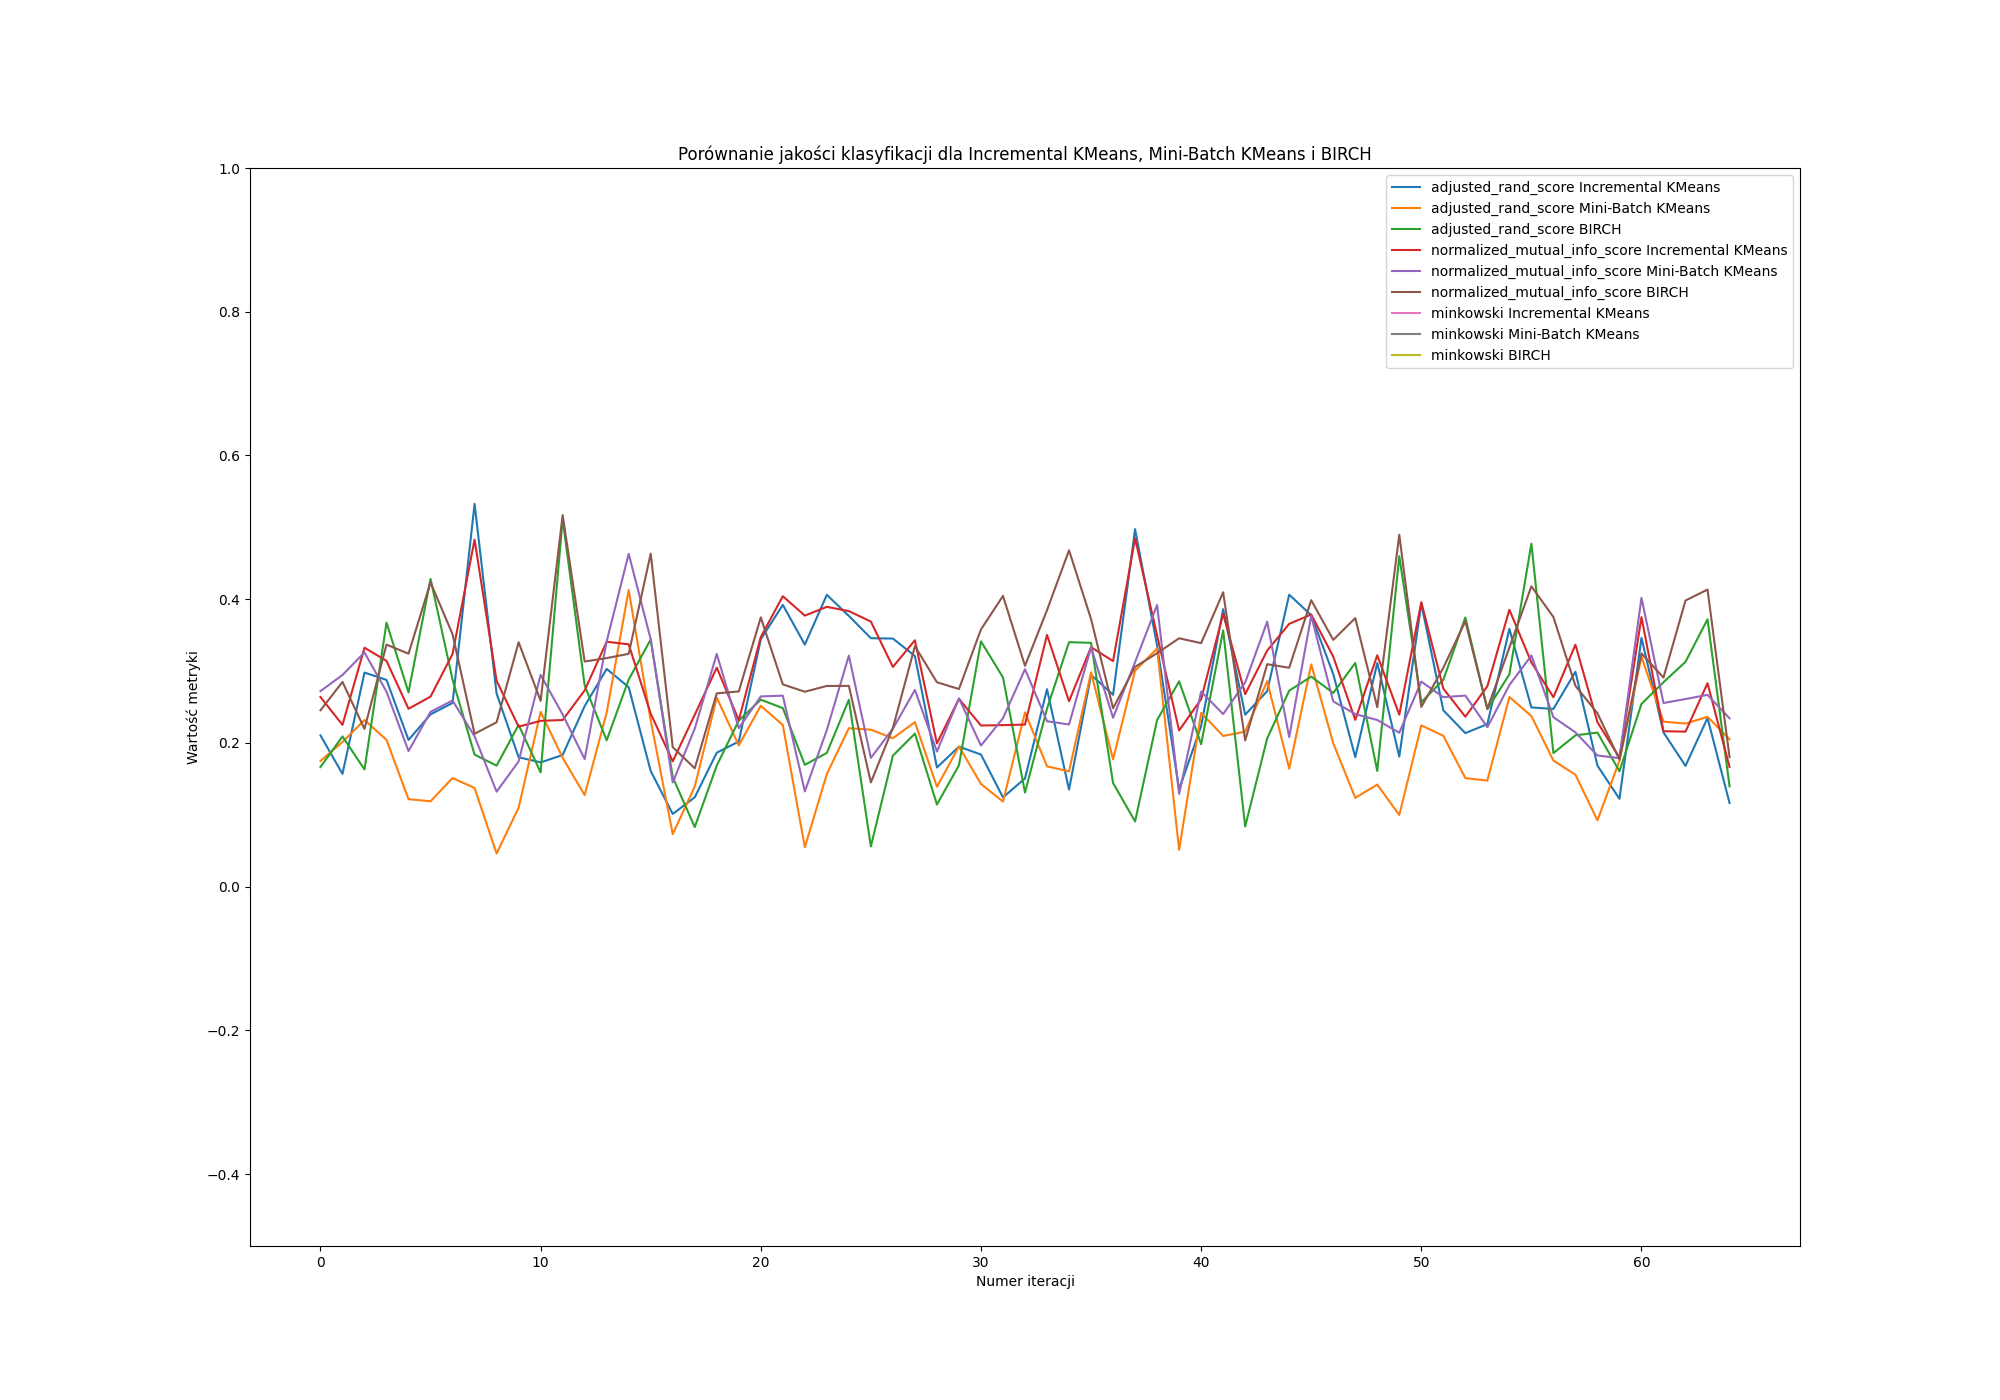 Porównanie jakości klasyfikacji dla Incremental KMeans, Mini-Batch KMeans i BIRCH
adjusted_rand_score Incremental KMeans
adjusted_rand_score Mini-Batch KMeans
adjusted_rand_score BIRCH
normalized_mutual_info_score Incremental KMeans
normalized_mutual_info_score Mini-Batch KMeans
normalized_mutual_info_score BIRCH
minkowski Incremental KMeans
minkowski Mini-Batch KMeans
minkowski BIRCH
Wartość metryki
1.0
0.8
0.6
0.4
0.2
0.0
−0.2
−0.4
0 10 20 30 40 50 60
Numer iteracji